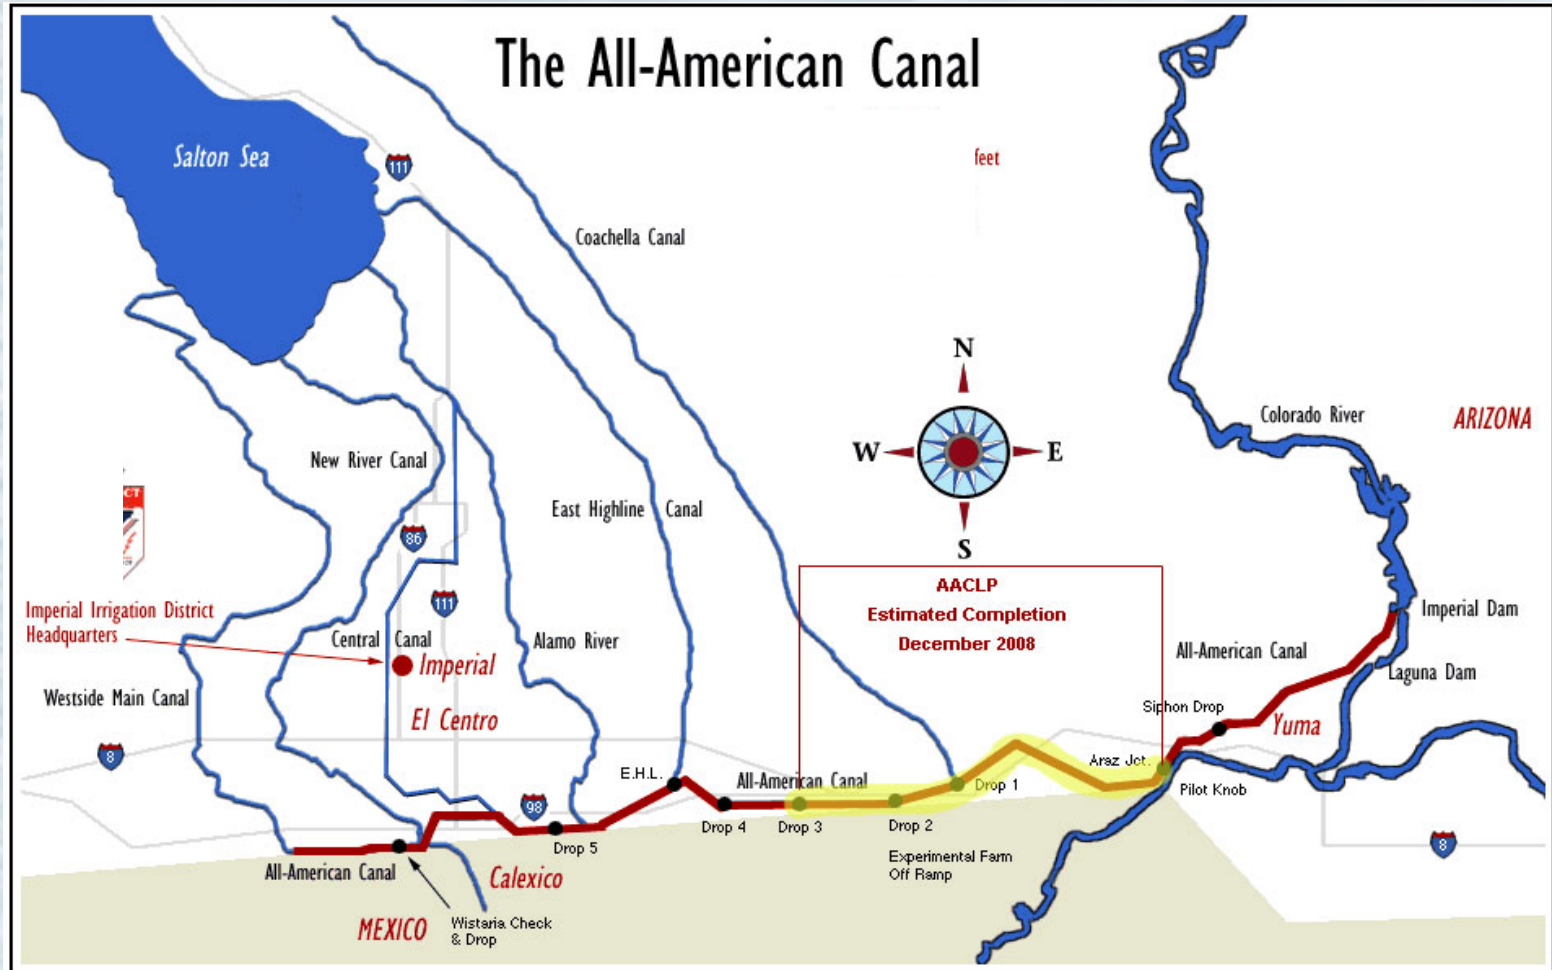 The All-American Canal
Salton Sea
111
feet
Coachella Canal
N
W
E
S
Colorado River
ARIZONA
New River Canal
East Highline Canal
CT
86
AACLP
Estimated Completion
December 2008
111
Imperial Irrigation District
Headquarters
Imperial Dam
Central Canal
Alamo River
All-American Canal
Imperial
Laguna Dam
Westside Main Canal
Siphon Drop
El Centro
Yuma
8
E.H.L.
All-American Canal
Araz Jct.
Drop 1
Pilot Knob
98
Drop 4
Drop 3
Drop 2
Drop 5
8
Experimental Farm
Off Ramp
All-American Canal
Calexico
MEXICO
Wistaria Check
& Drop